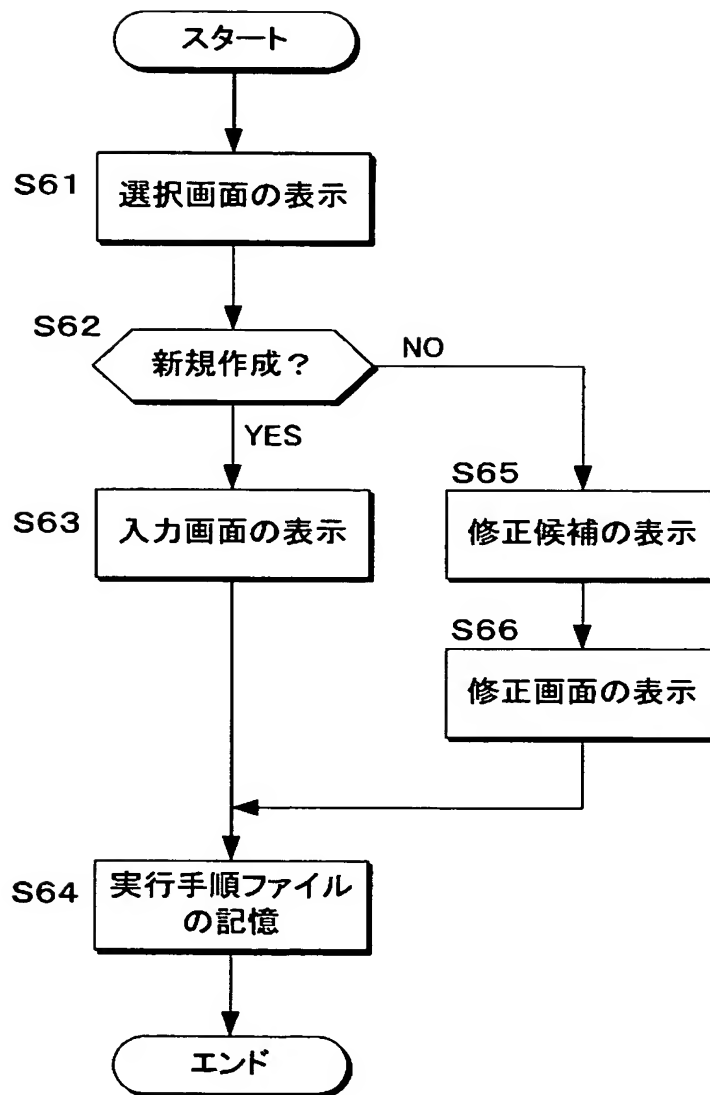 スタート
S61
選択画面の表示
S62
新規作成?
NO
YES
S63
入力画面の表示
S65
修正候補の表示
S66
修正画面の表示
S64
実行手順ファイル
の記憶
エンド